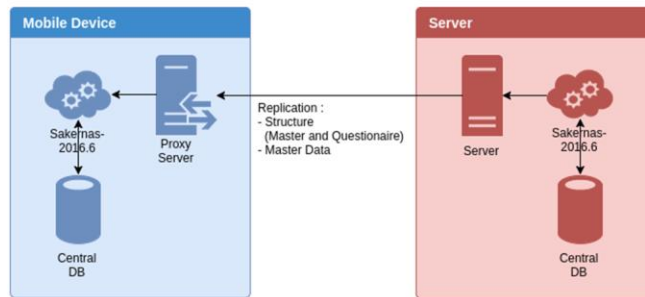 Mobile Device
Sakernas-
2016.6
Proxy
Server
Central
DB
Replication :
- Structure
(Master and Questionaire)
- Master Data
Server
Server
Sakernas-
2016.6
Central
DB